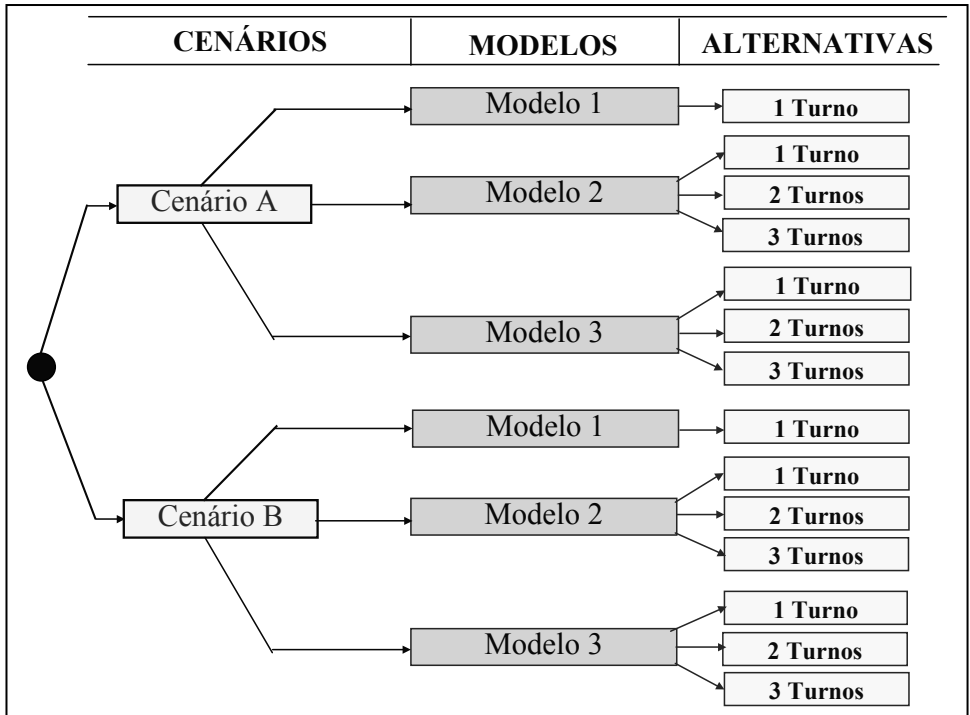 CENÁRIOS MODELOS ALTERNATIVAS
Modelo 1
1 Turno
Cenário A
Modelo 2
1 Turno
2 Turnos
3 Turnos
Modelo 3
1 Turno
2 Turnos
3 Turnos
Modelo 1
1 Turno
Cenário B
Modelo 2
1 Turno
2 Turnos
3 Turnos
Modelo 3
1 Turno
2 Turnos
3 Turnos